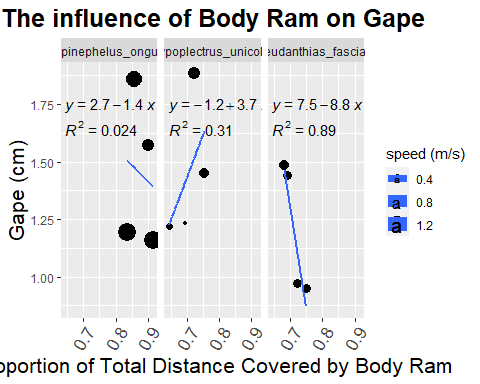 The influence of Body Ram on Gape
pinephelus_ongu ypoplectrus_unicol eudanthias_fascia
y = 2.7 − 1.4 x y = −1.2 + 3.7 y = 7.5 − 8.8 x
R² = 0.024 R² = 0.31 R² = 0.89
Gape (cm)
1.75
1.50
1.25
1.00
0.7 0.8 0.9 0.7 0.8 0.9 0.7 0.8 0.9
oportion of Total Distance Covered by Body Ram
speed (m/s)
a 0.4
a 0.8
a 1.2